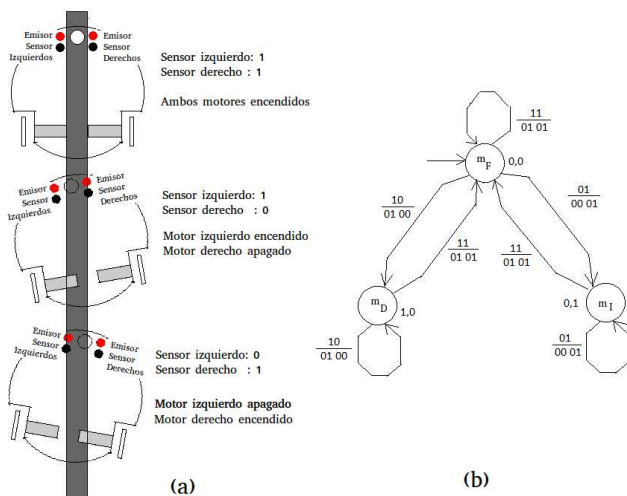 Emisor
Sensor
Izquierdos
Emisor
Sensor
Derechos
Sensor izquierdo: 1
Sensor derecho : 1
Ambos motores encendidos
Emisor
Sensor
Izquierdos
Emisor
Sensor
Derechos
Sensor izquierdo: 1
Sensor derecho : 0
Motor izquierdo encendido
Motor derecho apagado
Emisor
Sensor
Izquierdos
Emisor
Sensor
Derechos
Sensor izquierdo: 0
Sensor derecho : 1
Motor izquierdo apagado
Motor derecho encendido
(a)
11
01 01
m_F 0,0
10
01 00
11
01 01
11
01 01
01
00 01
m_D 1,0
0,1 m_I
10
01 00
01
00 01
(b)